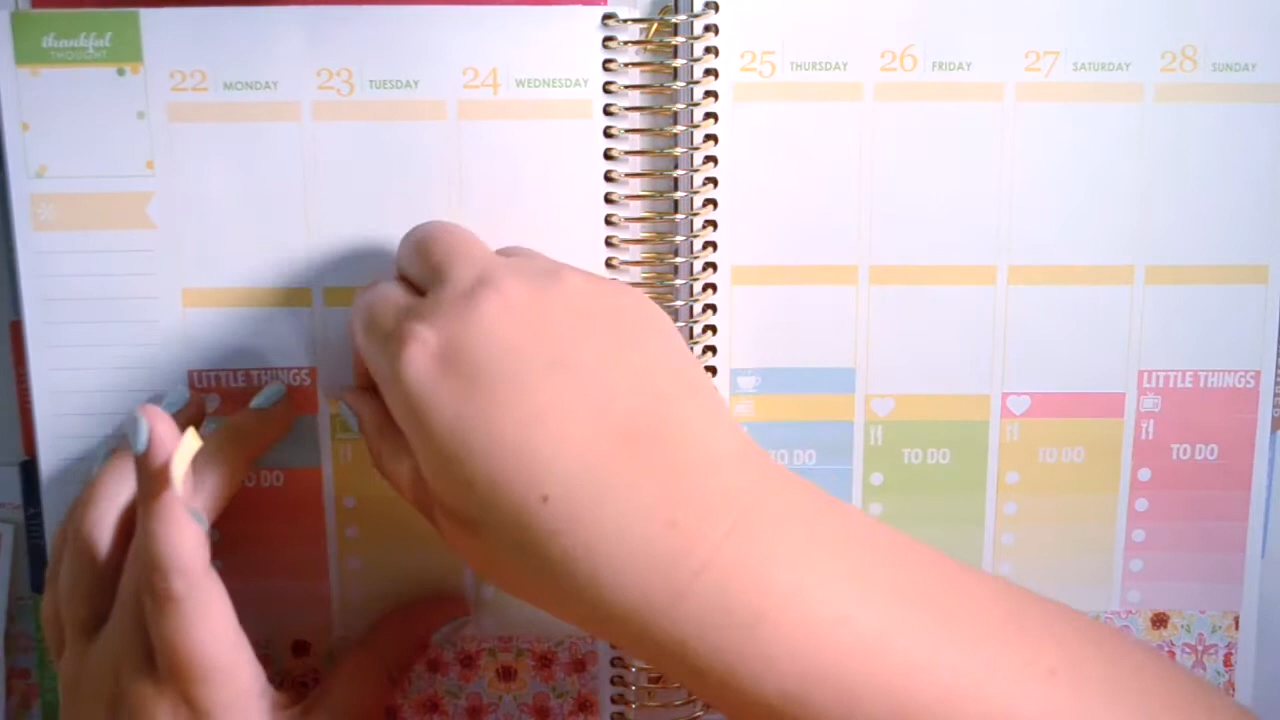 thankful
THOUGHT
22 MONDAY
23 TUESDAY
24 WEDNESDAY
25 THURSDAY
26 FRIDAY
27 SATURDAY
28 SUNDAY
LITTLE THINGS
LITTLE THINGS
TO DO
TO DO
TO DO
TO DO
TO DO
JULY